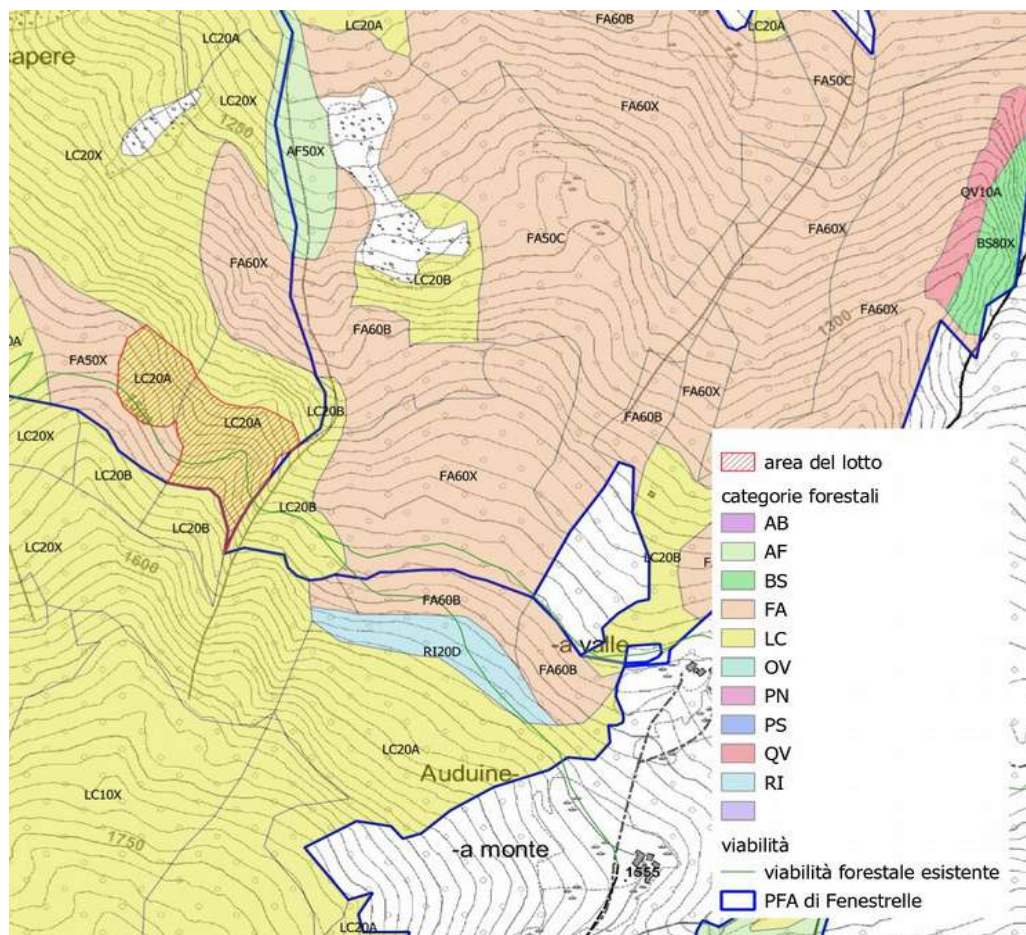 FA60B
LC20A
LC20A
LC20A
apere
FA50C
LC20X
FA60X
1250
LC20X
AF50X
QV10A
FA60X
FA50C
BS80X
FA60X
LC20B
FA60X
1300
FA60B
FA50X
LC20A
FA60X
LC20B
LC20A
FA60B
LC20X
LC20B
FA60X
LC20B
LC20B
LC20X
LC20B
1600
FA60B
-a valle
RI20D
FA60B
LC20A
Auduine-
LC10X
1750
-a monte
1555
LC20A
area del lotto
categorie forestali
AB
AF
BS
FA
LC
OV
PN
PS
QV
RI
viabilità
viabilità forestale esistente
PFA di Fenestrelle